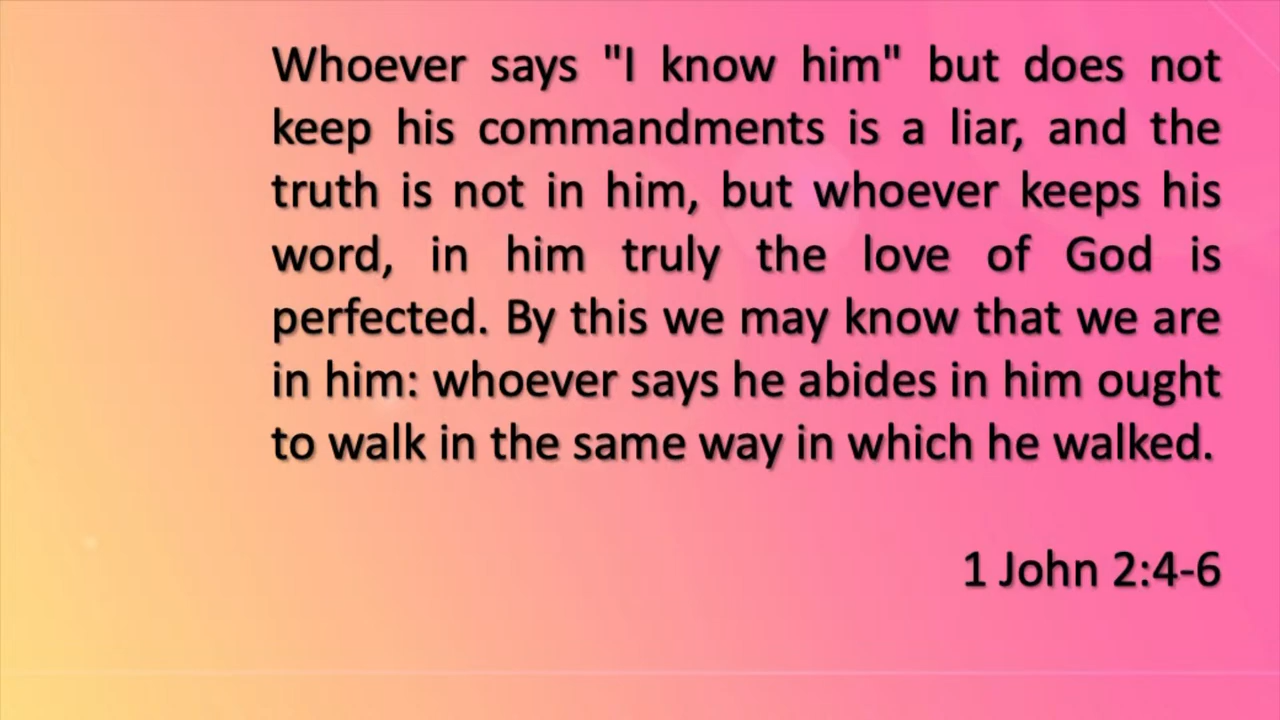 Whoever says "I know him" but does not
keep his commandments is a liar, and the
truth is not in him, but whoever keeps his
word, in him truly the love of God is
perfected. By this we may know that we are
in him: whoever says he abides in him ought
to walk in the same way in which he walked.
1 John 2:4-6